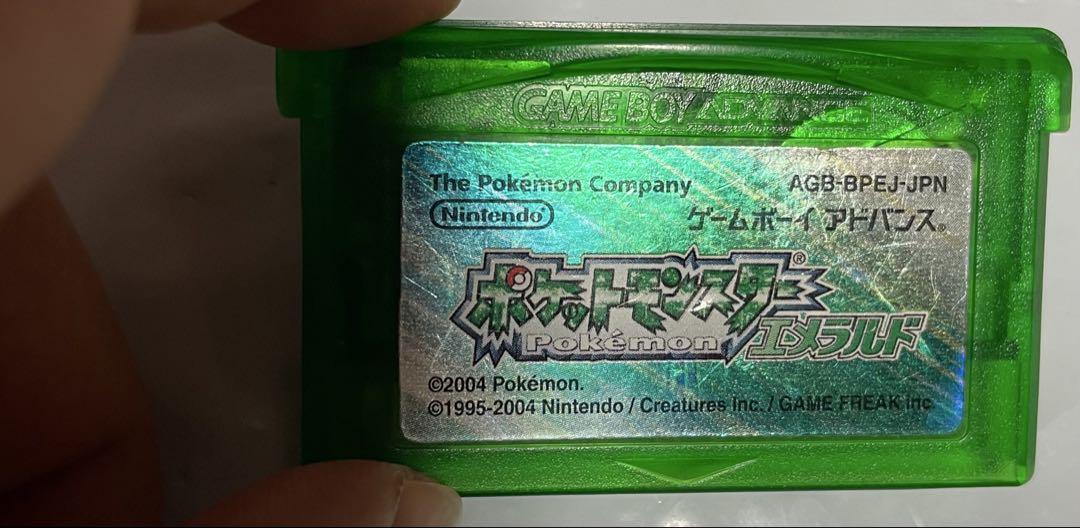 GAME BOY ADVANCE
The Pokémon Company AGB-BPEJ-JPN
Nintendo® ゲームボーイ アドバンス®
ポケットモンスター®
Pokémon エメラルド
©2004 Pokémon.
©1995-2004 Nintendo / Creatures inc. / GAME FREAK inc.